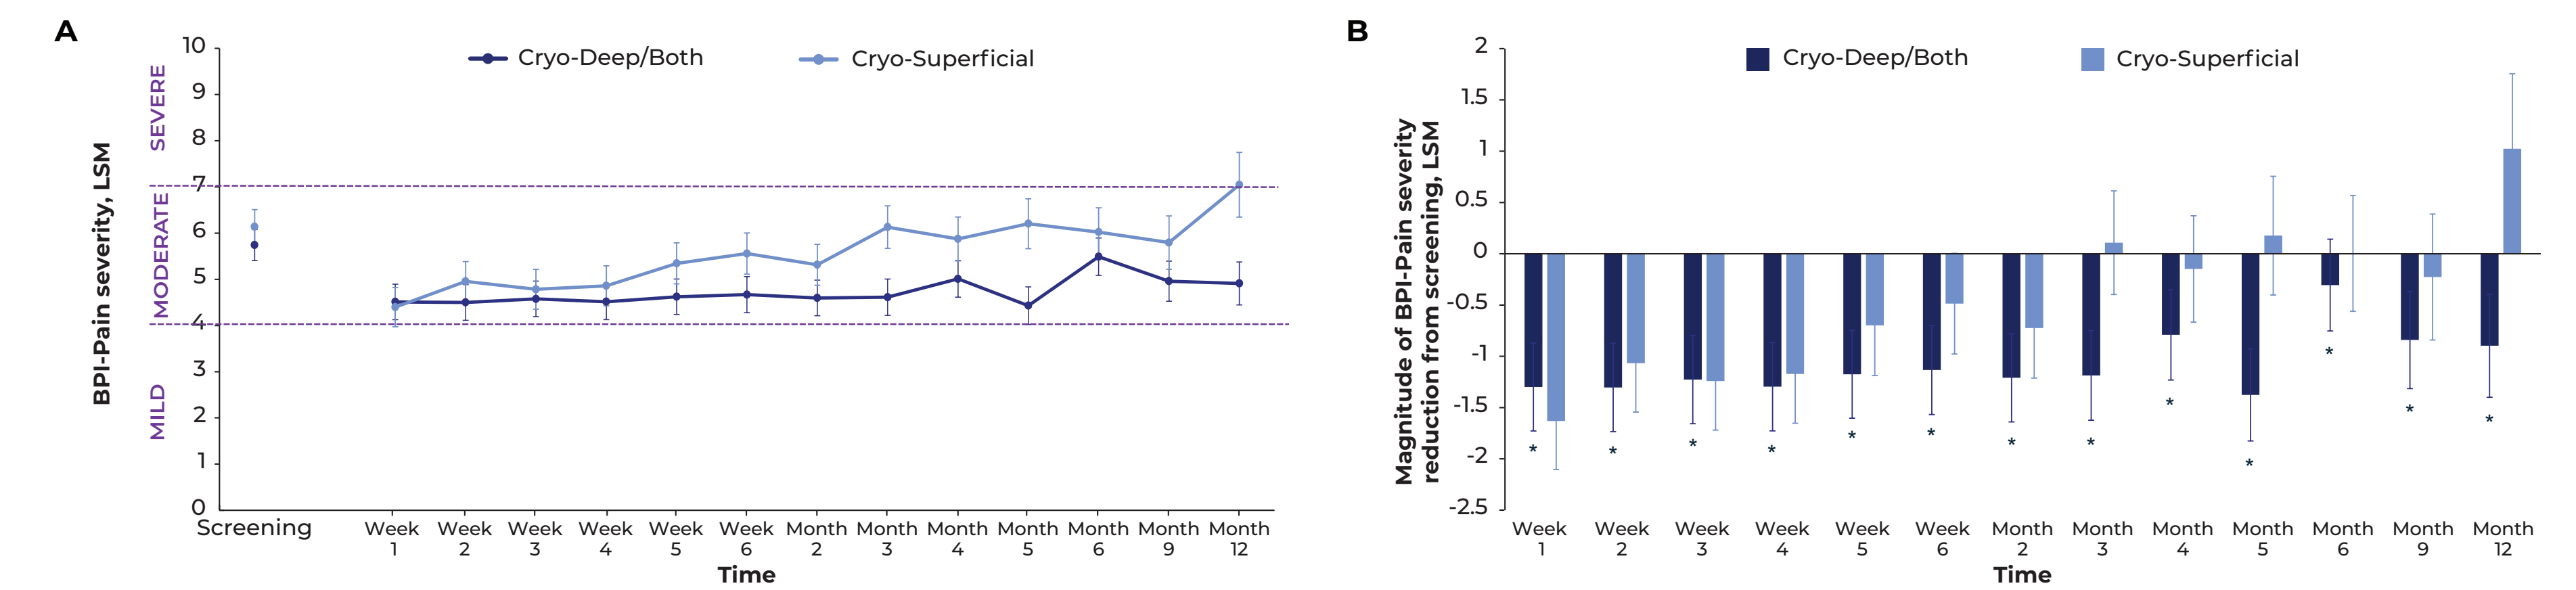 A
BPI-Pain severity, LSM
SEVERE
MODERATE
MILD
10
9
8
7
6
5
4
3
2
1
0
Cryo-Deep/Both
Cryo-Superficial
Screening
Week 1
Week 2
Week 3
Week 4
Week 5
Week 6
Month 2
Month 3
Month 4
Month 5
Month 6
Month 9
Month 12
Time
B
Magnitude of BPI-Pain severity
reduction from screening, LSM
2
1.5
1
0.5
0
-0.5
-1
-1.5
-2
-2.5
Cryo-Deep/Both
Cryo-Superficial
*
*
*
*
*
*
*
*
*
*
*
*
*
Week 1
Week 2
Week 3
Week 4
Week 5
Week 6
Month 2
Month 3
Month 4
Month 5
Month 6
Month 9
Month 12
Time